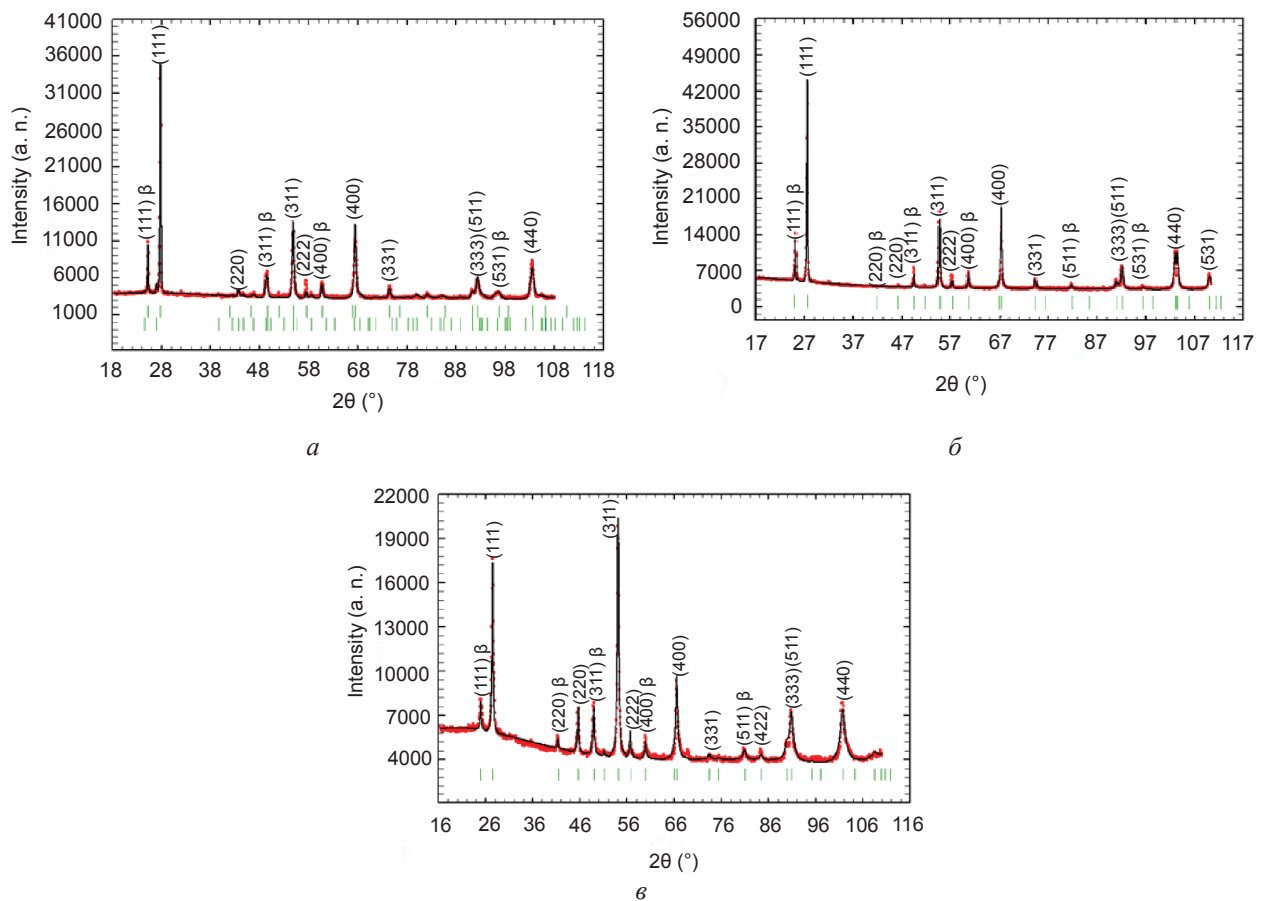 41000
36000
31000
26000
21000
16000
11000
6000
1000
Intensity (a. n.)
(111) β
(111)
(220)
(311) β
(311)
(222)
(400) β
(400)
(331)
(333)(511)
(531) β
(440)
18 28 38 48 58 68 78 88 98 108 118
2θ (°)
а
56000
49000
42000
35000
28000
21000
14000
7000
0
Intensity (a. n.)
(111) β
(111)
(220) β
(220)
(311) β
(311)
(222)
(400) β
(400)
(331)
(511) β
(333)(511)
(531) β
(440)
(531)
17 27 37 47 57 67 77 87 97 107 117
2θ (°)
б
22000
19000
16000
13000
10000
7000
4000
Intensity (a. n.)
(111) β
(111)
(220) β
(220)
(311) β
(311)
(222)
(400) β
(400)
(331)
(511) β
(422)
(333)(511)
(440)
16 26 36 46 56 66 76 86 96 106 116
2θ (°)
в